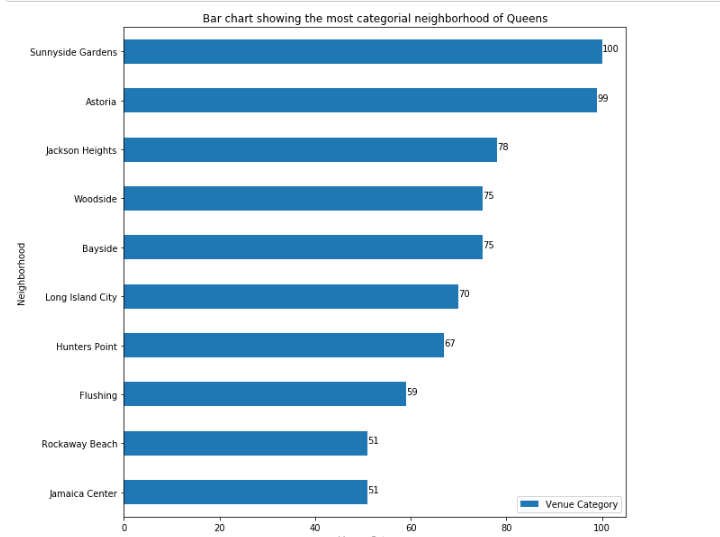 Bar chart showing the most categorial neighborhood of Queens
Sunnyside Gardens
100
Astoria
99
Jackson Heights
78
Woodside
75
Bayside
75
Neighborhood
Long Island City
70
Hunters Point
67
Flushing
59
Rockaway Beach
51
Jamaica Center
51
Venue Category
0 20 40 60 80 100